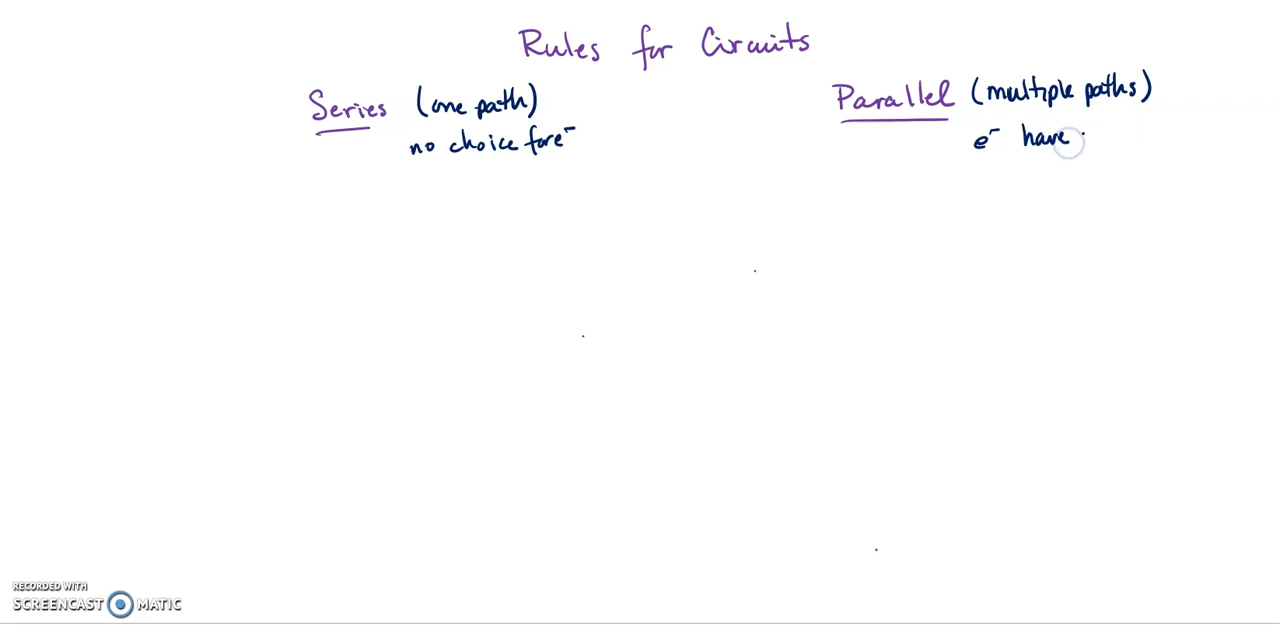 Rules for Circuits
Series (one path)
no choice for e⁻
Parallel (multiple paths)
e⁻ have
RECORDED WITH
SCREENCAST MATIC